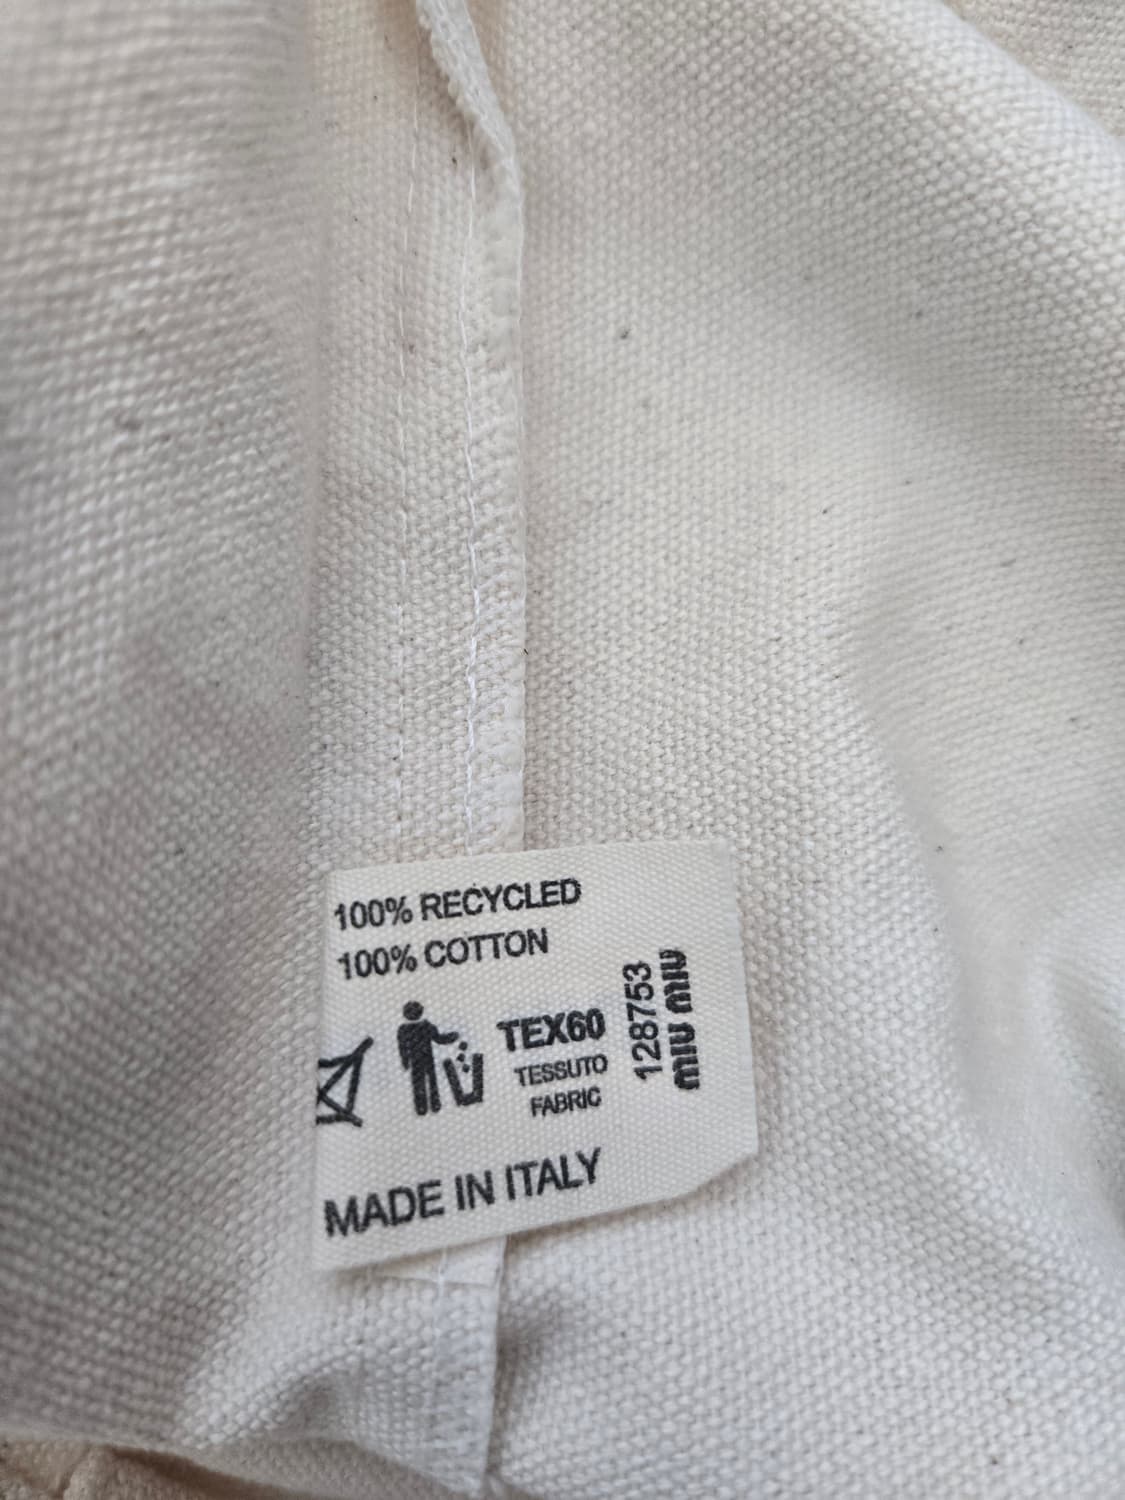 100% RECYCLED
100% COTTON
TEX60
TESSUTO
FABRIC
MADE IN ITALY
128753
miu miu